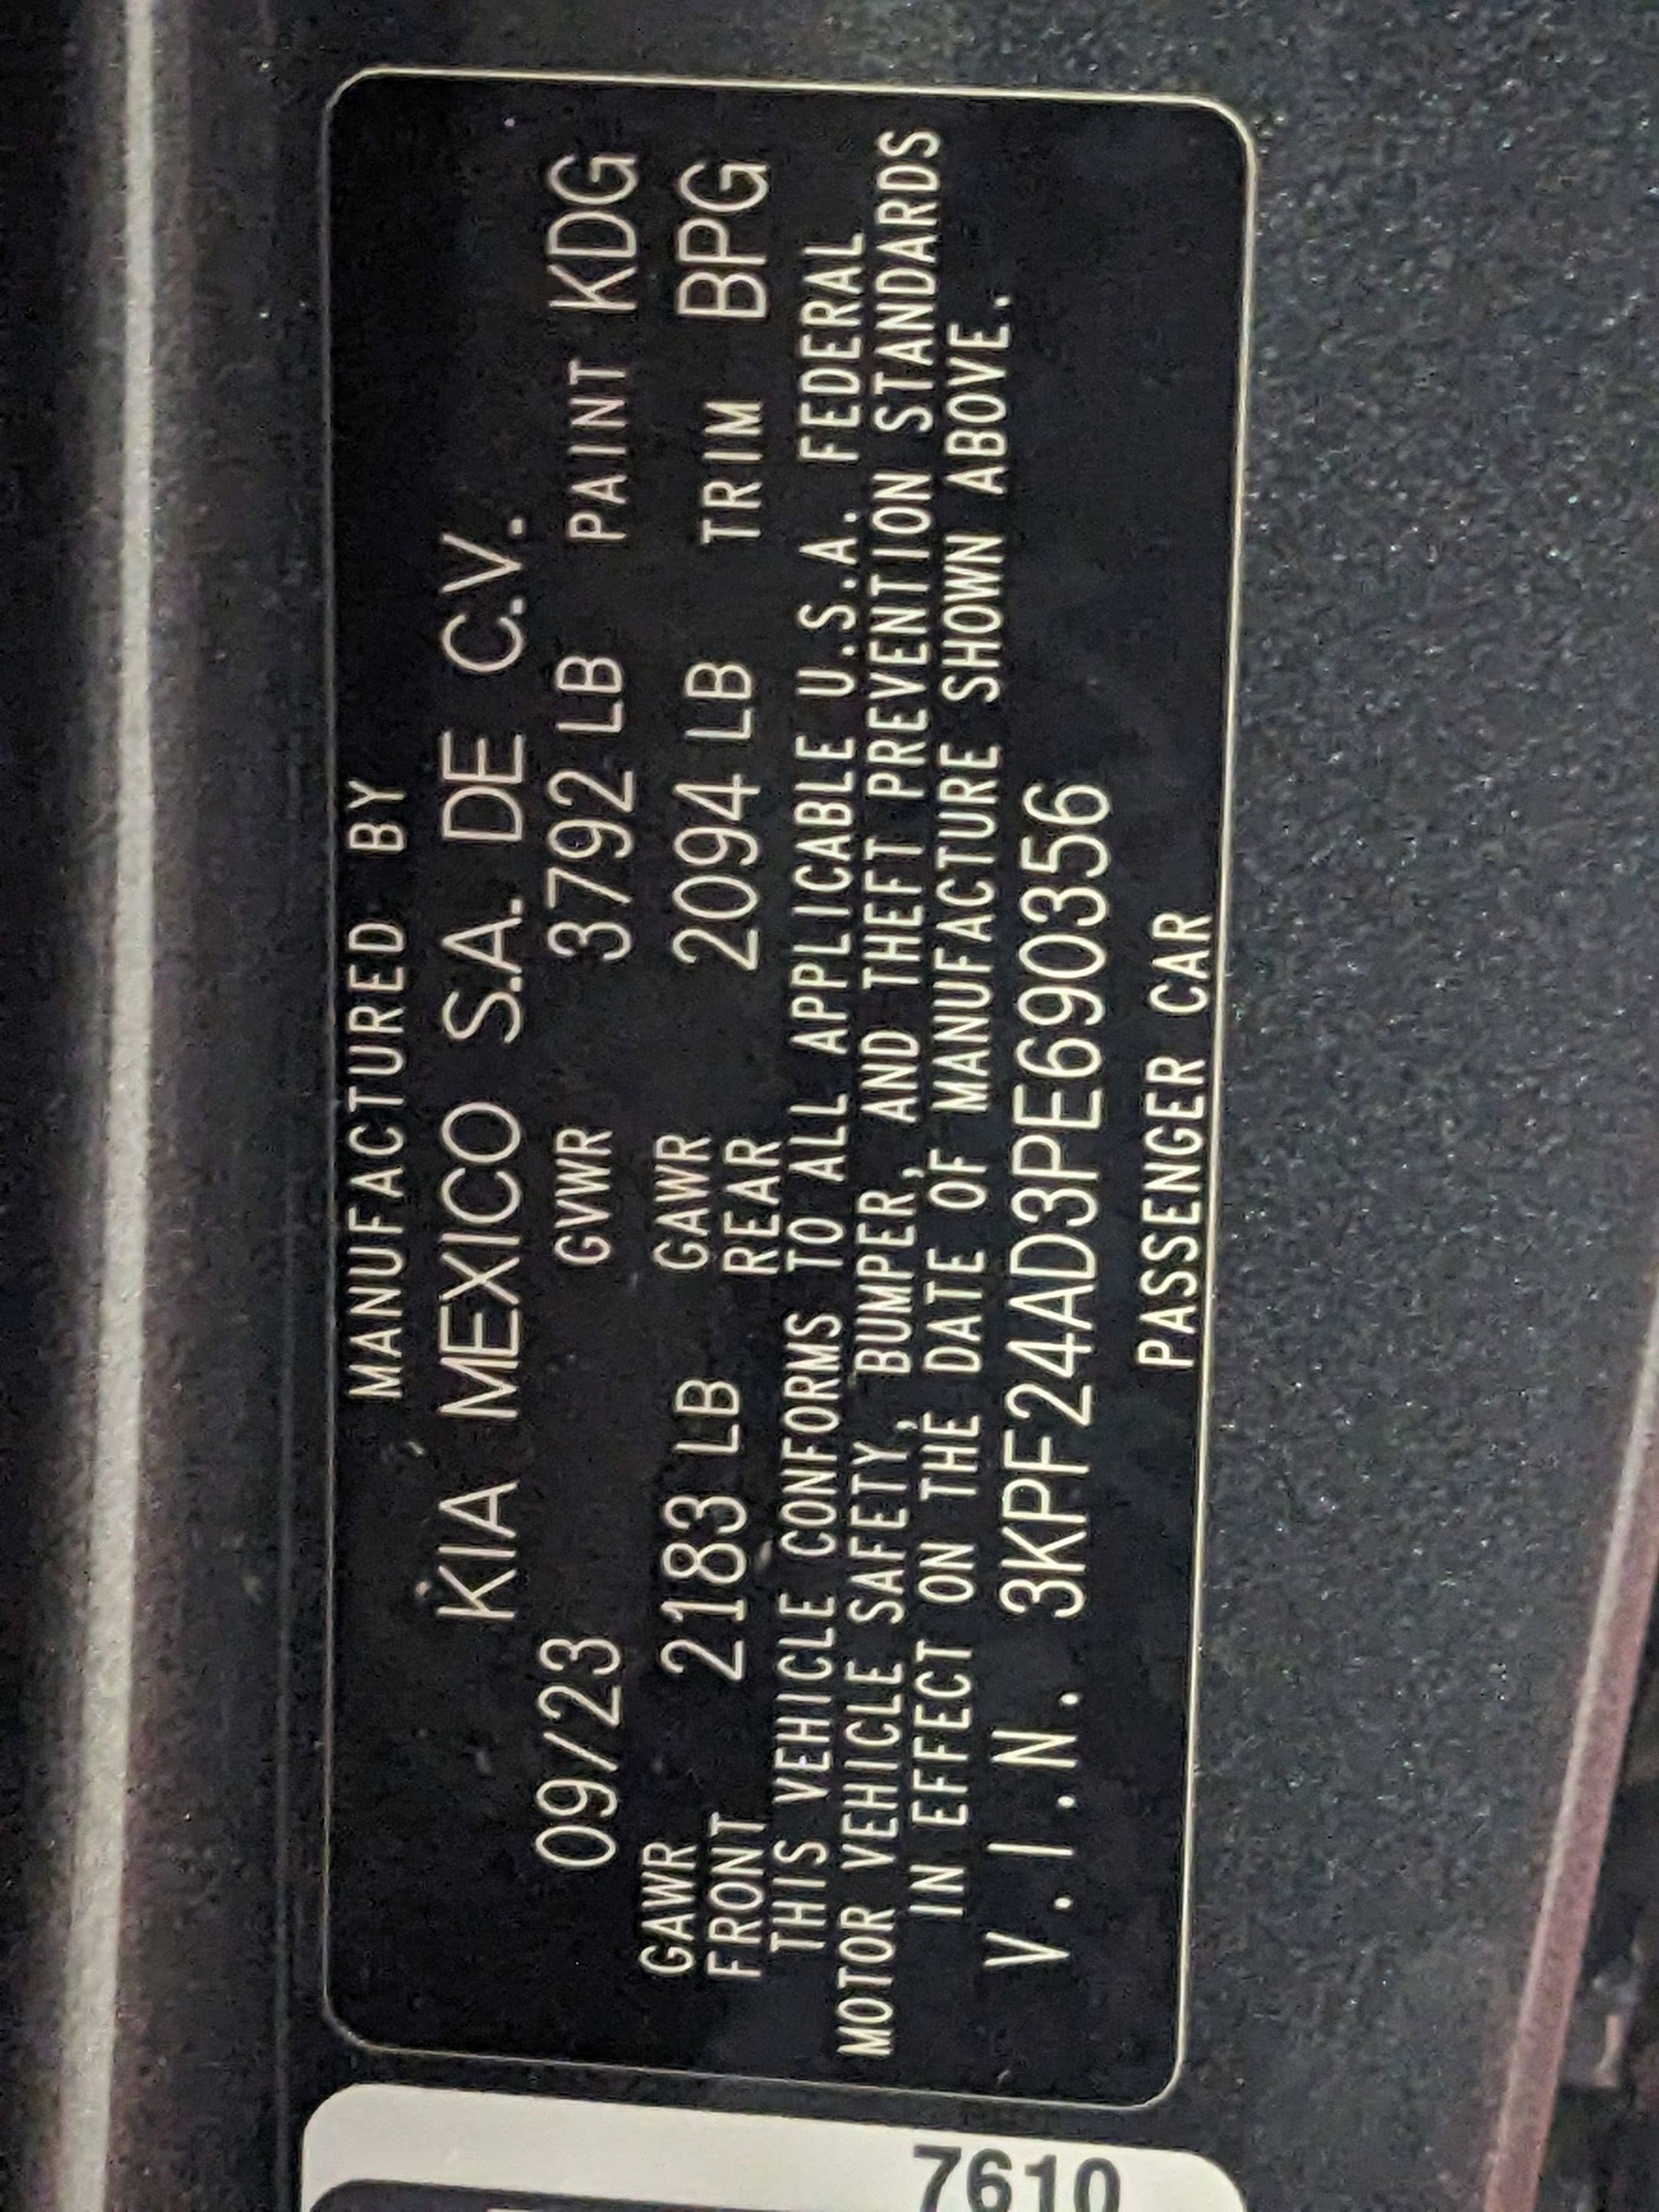 MANUFACTURED BY
KIA MEXICO S.A. DE C.V.
09/23 GVWR 3792 LB PAINT KDG
GAWR FRONT 2183 LB GAWR REAR 2094 LB TRIM BPG
THIS VEHICLE CONFORMS TO ALL APPLICABLE U.S.A. FEDERAL
MOTOR VEHICLE SAFETY, BUMPER, AND THEFT PREVENTION STANDARDS
IN EFFECT ON THE DATE OF MANUFACTURE SHOWN ABOVE.
V.I.N. 3KPF24AD3PE690356
PASSENGER CAR
7610